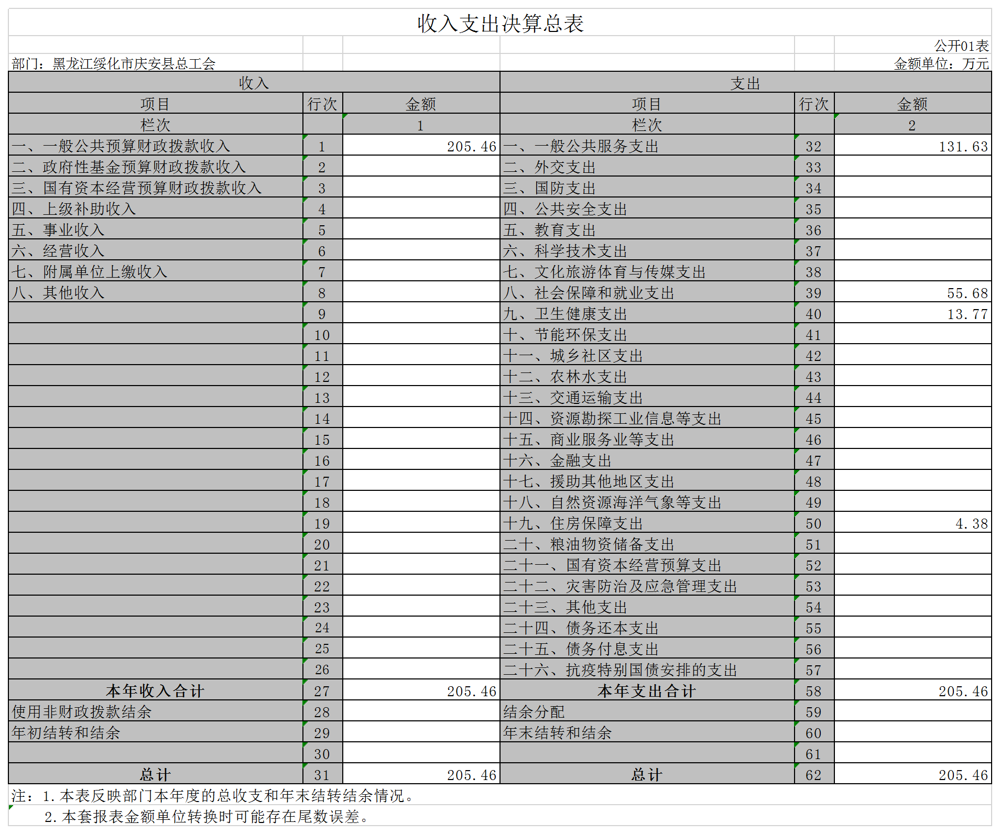 收入支出决算总表
公开01表
部门：黑龙江绥化市庆安县总工会 金额单位：万元
收入 支出
项目 行次 金额 项目 行次 金额
栏次 1 栏次 2
一、一般公共预算财政拨款收入 1 205.46 一、一般公共服务支出 32 131.63
二、政府性基金预算财政拨款收入 2 二、外交支出 33
三、国有资本经营预算财政拨款收入 3 三、国防支出 34
四、上级补助收入 4 四、公共安全支出 35
五、事业收入 5 五、教育支出 36
六、经营收入 6 六、科学技术支出 37
七、附属单位上缴收入 7 七、文化旅游体育与传媒支出 38
八、其他收入 8 八、社会保障和就业支出 39 55.68
9 九、卫生健康支出 40 13.77
10 十、节能环保支出 41
11 十一、城乡社区支出 42
12 十二、农林水支出 43
13 十三、交通运输支出 44
14 十四、资源勘探工业信息等支出 45
15 十五、商业服务业等支出 46
16 十六、金融支出 47
17 十七、援助其他地区支出 48
18 十八、自然资源海洋气象等支出 49
19 十九、住房保障支出 50 4.38
20 二十、粮油物资储备支出 51
21 二十一、国有资本经营预算支出 52
22 二十二、灾害防治及应急管理支出 53
23 二十三、其他支出 54
24 二十四、债务还本支出 55
25 二十五、债务付息支出 56
26 二十六、抗疫特别国债安排的支出 57
本年收入合计 27 205.46 本年支出合计 58 205.46
使用非财政拨款结余 28 结余分配 59
年初结转和结余 29 年末结转和结余 60
30 61
总计 31 205.46 总计 62 205.46
注：1.本表反映部门本年度的总收支和年末结转结余情况。
2.本套报表金额单位转换时可能存在尾数误差。